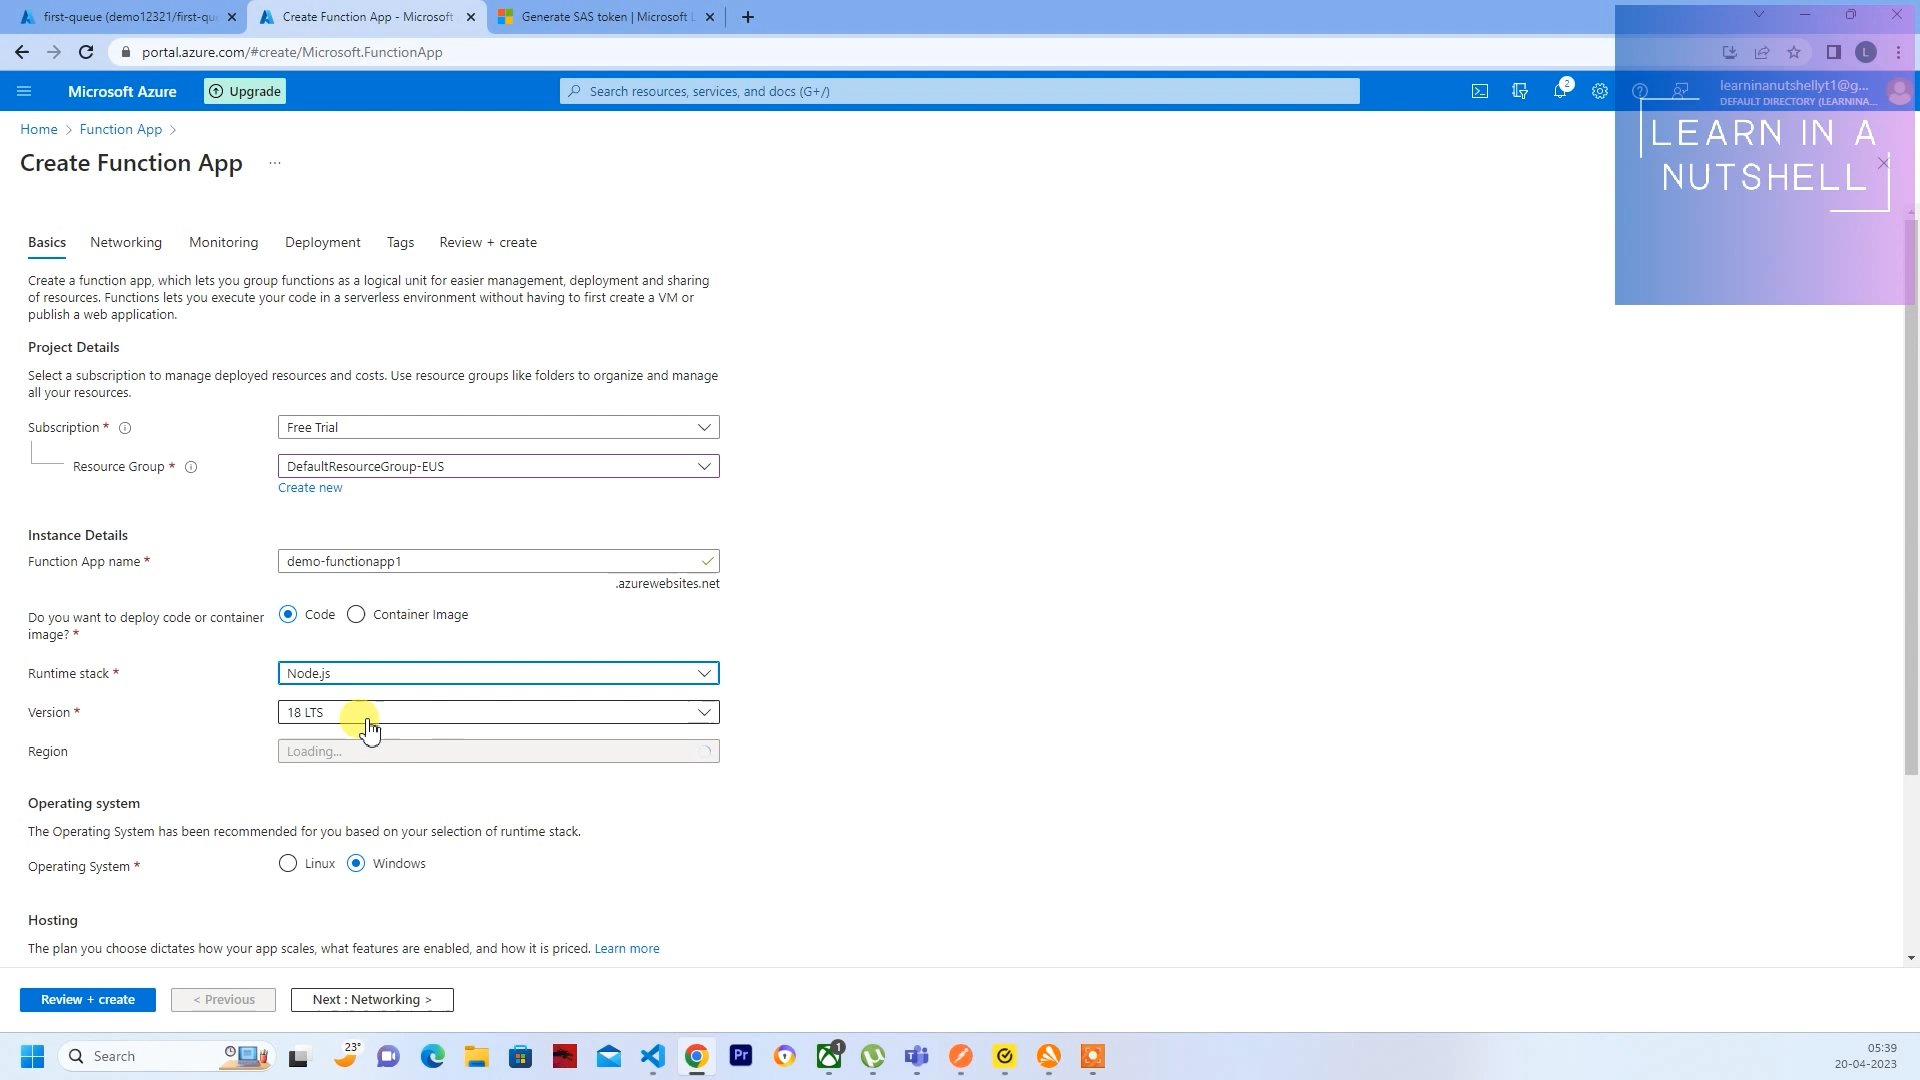 first-queue (demo12321/first-qu
Create Function App - Microsoft
Generate SAS token | Microsoft L
portal.azure.com/#create/Microsoft.FunctionApp
L
Microsoft Azure
Upgrade
Search resources, services, and docs (G+/)
2
learninanutshellyt1@g...
DEFAULT DIRECTORY (LEARNINA...
LEARN IN A
NUTSHELL
Home > Function App >
Create Function App
...
Basics Networking Monitoring Deployment Tags Review + create
Create a function app, which lets you group functions as a logical unit for easier management, deployment and sharing
of resources. Functions lets you execute your code in a serverless environment without having to first create a VM or
publish a web application.
Project Details
Select a subscription to manage deployed resources and costs. Use resource groups like folders to organize and manage
all your resources.
Subscription * Free Trial
Resource Group * DefaultResourceGroup-EUS
Create new
Instance Details
Function App name * demo-functionapp1
.azurewebsites.net
Do you want to deploy code or container
image? *
Code Container Image
Runtime stack * Node.js
Version * 18 LTS
Region Loading...
Operating system
The Operating System has been recommended for you based on your selection of runtime stack.
Operating System * Linux Windows
Hosting
The plan you choose dictates how your app scales, what features are enabled, and how it is priced. Learn more
Review + create < Previous Next : Networking >
Search
23°
Pr
1
05:39
20-04-2023